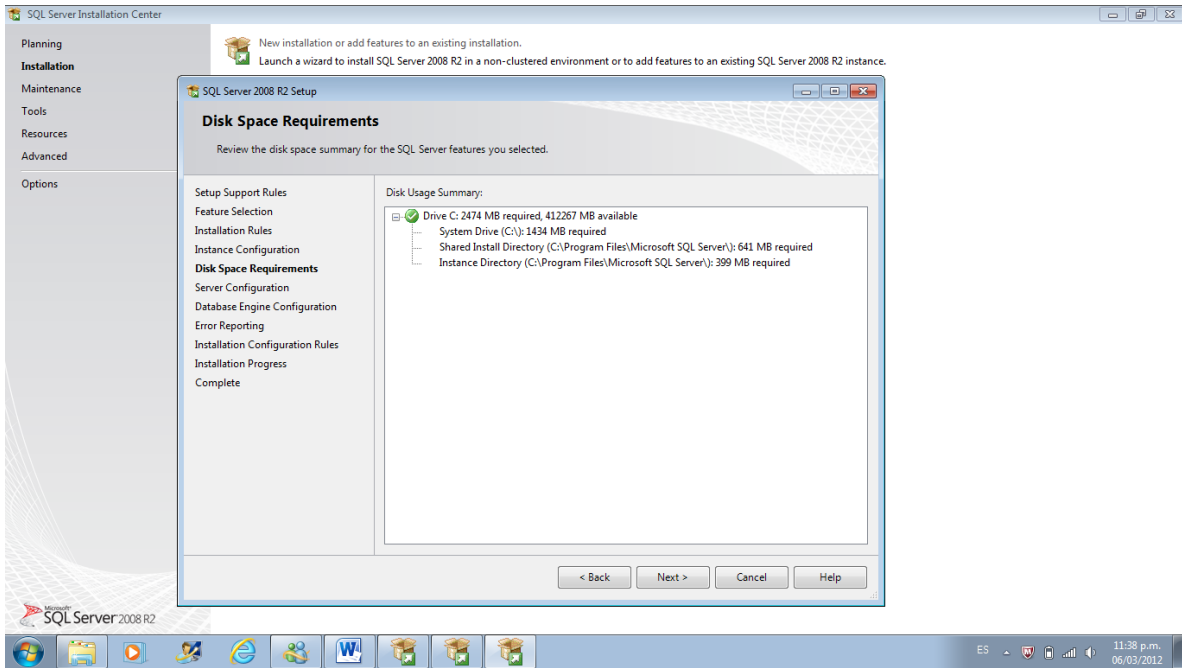 SQL Server Installation Center
Planning
Installation
Maintenance
Tools
Resources
Advanced
Options
New installation or add features to an existing installation.
Launch a wizard to install SQL Server 2008 R2 in a non-clustered environment or to add features to an existing SQL Server 2008 R2 instance.
SQL Server 2008 R2 Setup
Disk Space Requirements
Review the disk space summary for the SQL Server features you selected.
Setup Support Rules
Feature Selection
Installation Rules
Instance Configuration
Disk Space Requirements
Server Configuration
Database Engine Configuration
Error Reporting
Installation Configuration Rules
Installation Progress
Complete
Disk Usage Summary:
Drive C: 2474 MB required, 412267 MB available
System Drive (C:\): 1434 MB required
Shared Install Directory (C:\Program Files\Microsoft SQL Server\): 641 MB required
Instance Directory (C:\Program Files\Microsoft SQL Server\): 399 MB required
< Back
Next >
Cancel
Help
Microsoft
SQL Server 2008 R2
W
ES
11:38 p.m.
06/03/2012